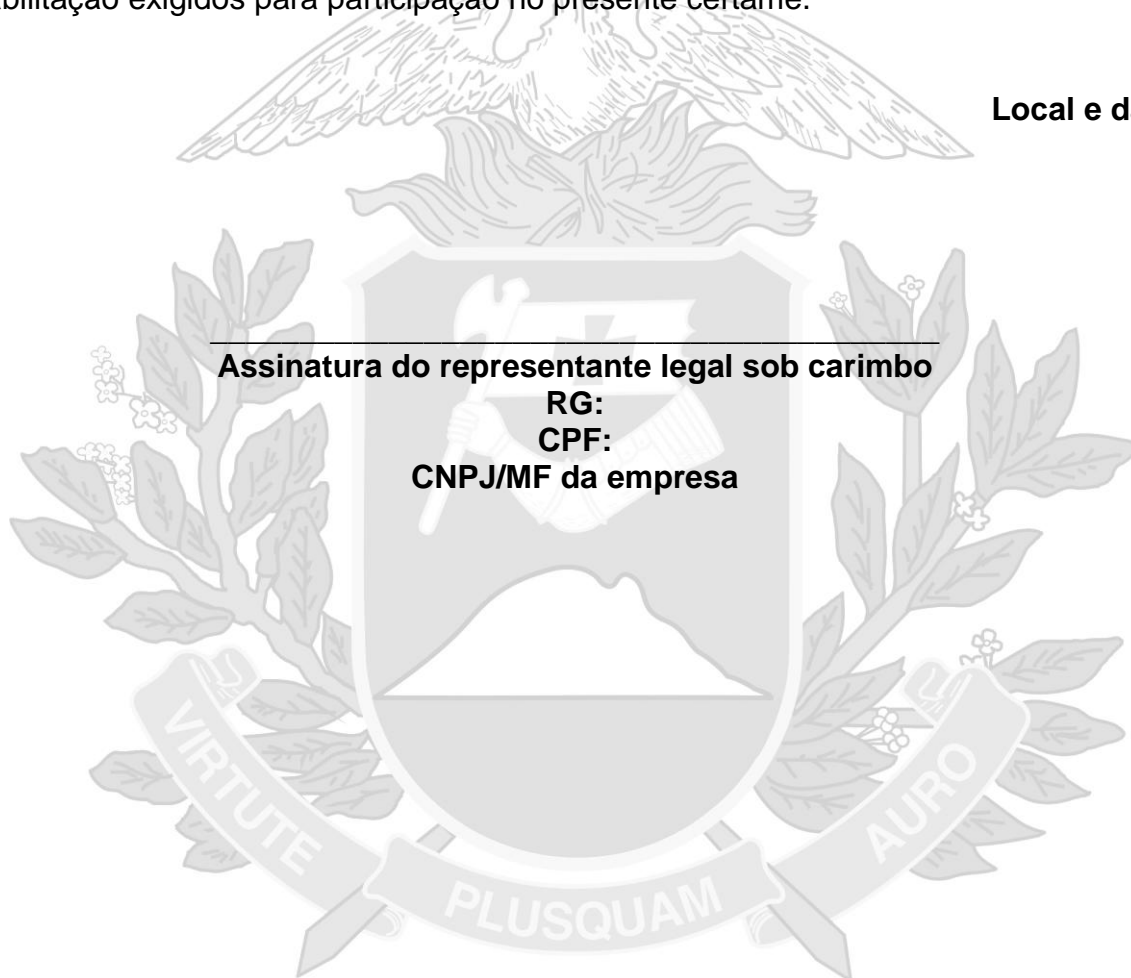 abilitação exigidos para participação no presente certame.
Local e d
Assinatura do representante legal sob carimbo
RG:
CPF:
CNPJ/MF da empresa
VIRTUTE PLUSQUAM AURO